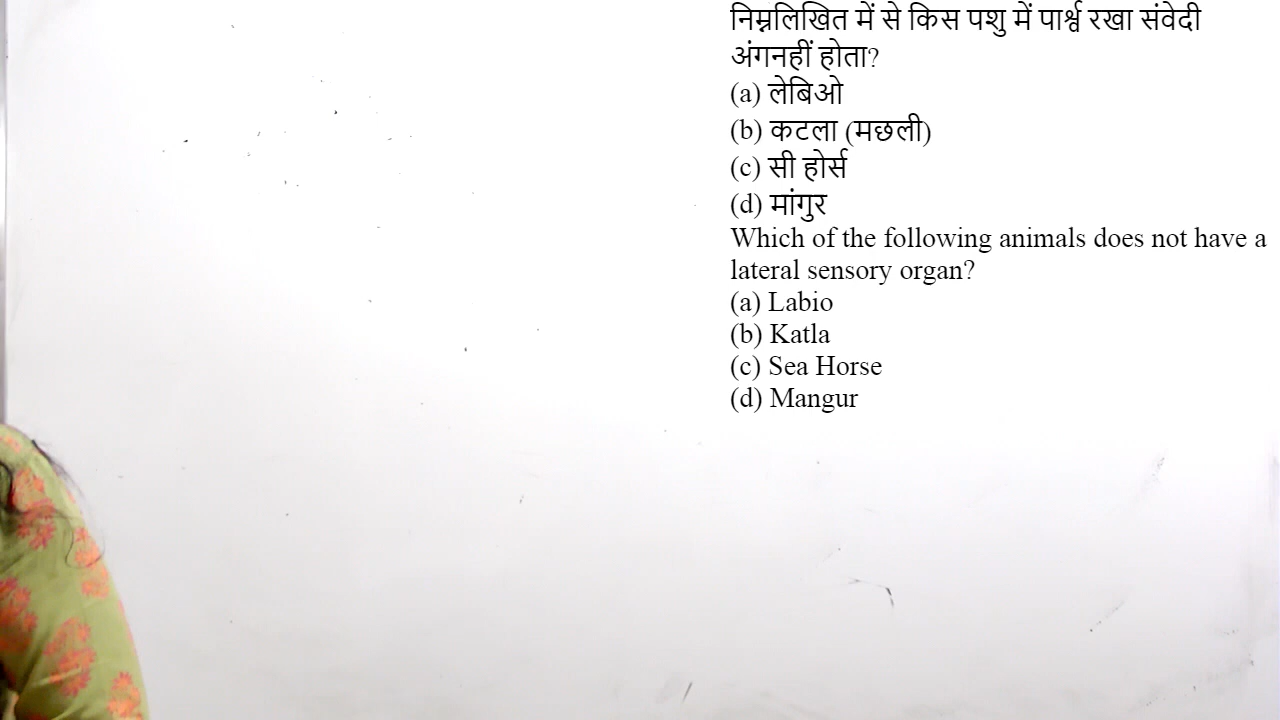 निम्नलिखित में से किस पशु में पार्श्व रखा संवेदी
अंगनहीं होता?
(a) लेबिओ
(b) कटला (मछली)
(c) सी होर्स
(d) मांगुर
Which of the following animals does not have a
lateral sensory organ?
(a) Labio
(b) Katla
(c) Sea Horse
(d) Mangur